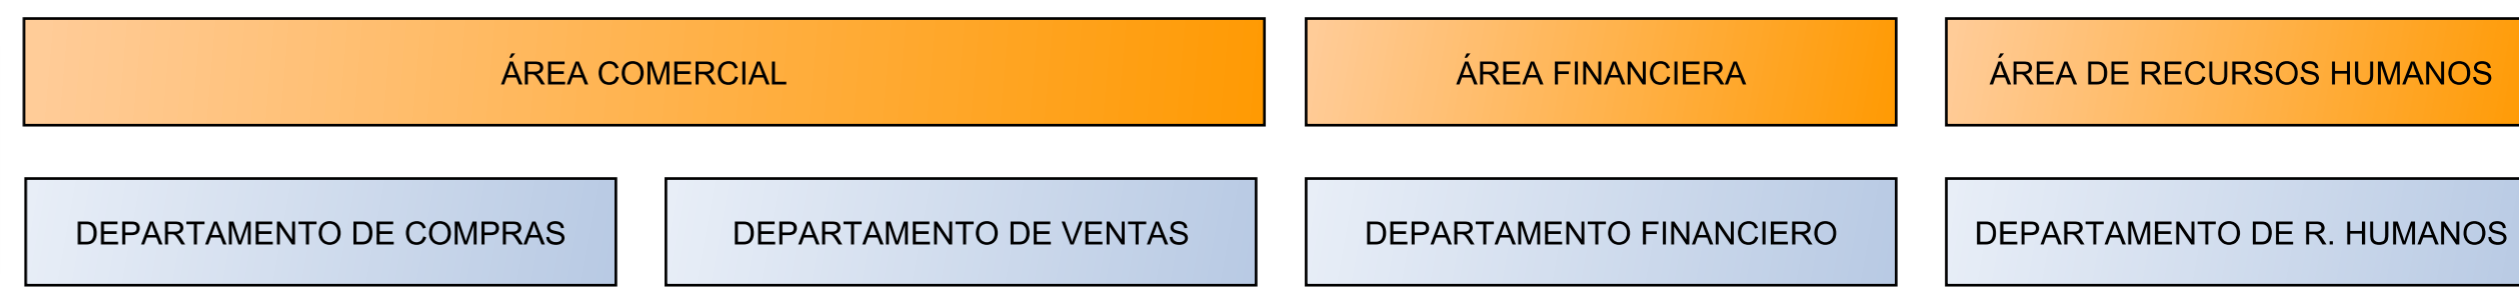 ÁREA COMERCIAL
ÁREA FINANCIERA
ÁREA DE RECURSOS HUMANOS
DEPARTAMENTO DE COMPRAS
DEPARTAMENTO DE VENTAS
DEPARTAMENTO FINANCIERO
DEPARTAMENTO DE R. HUMANOS